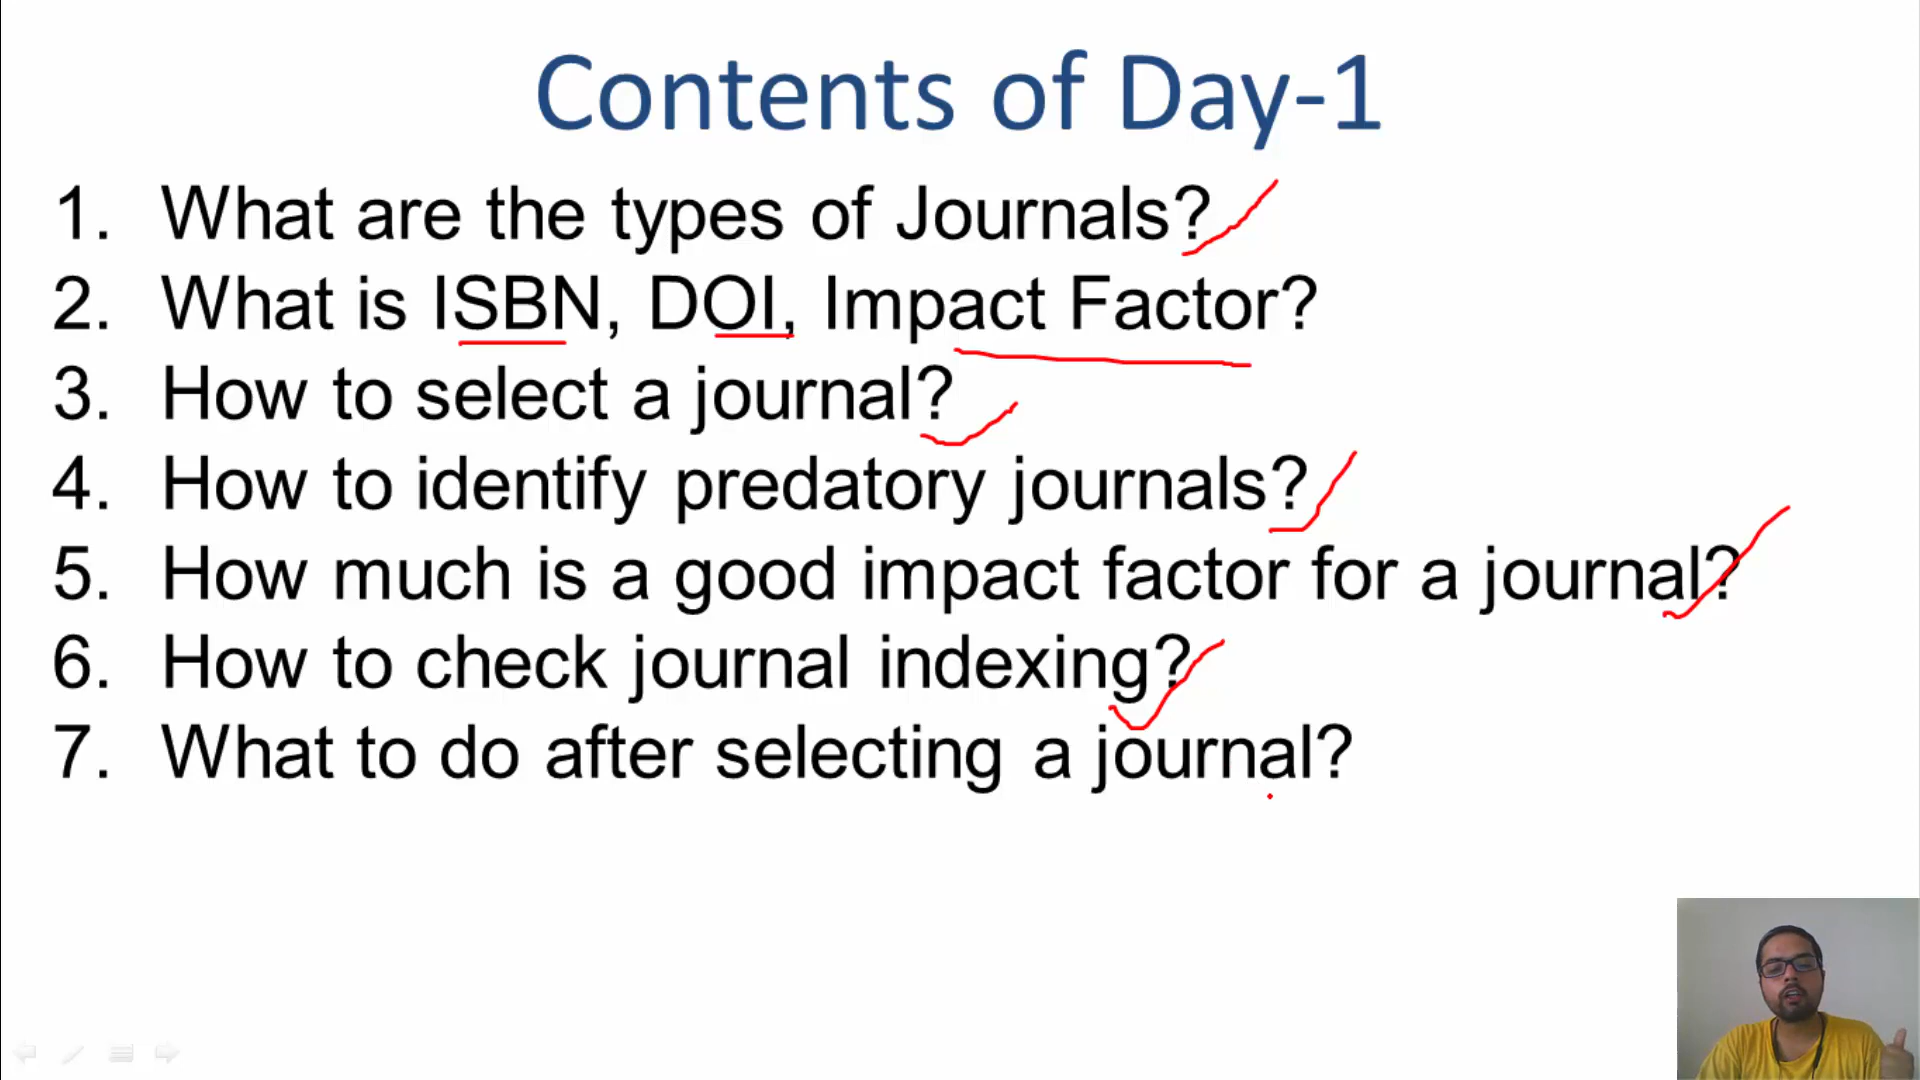 Contents of Day-1
1. What are the types of Journals?
2. What is ISBN, DOI, Impact Factor?
3. How to select a journal?
4. How to identify predatory journals?
5. How much is a good impact factor for a journal?
6. How to check journal indexing?
7. What to do after selecting a journal?